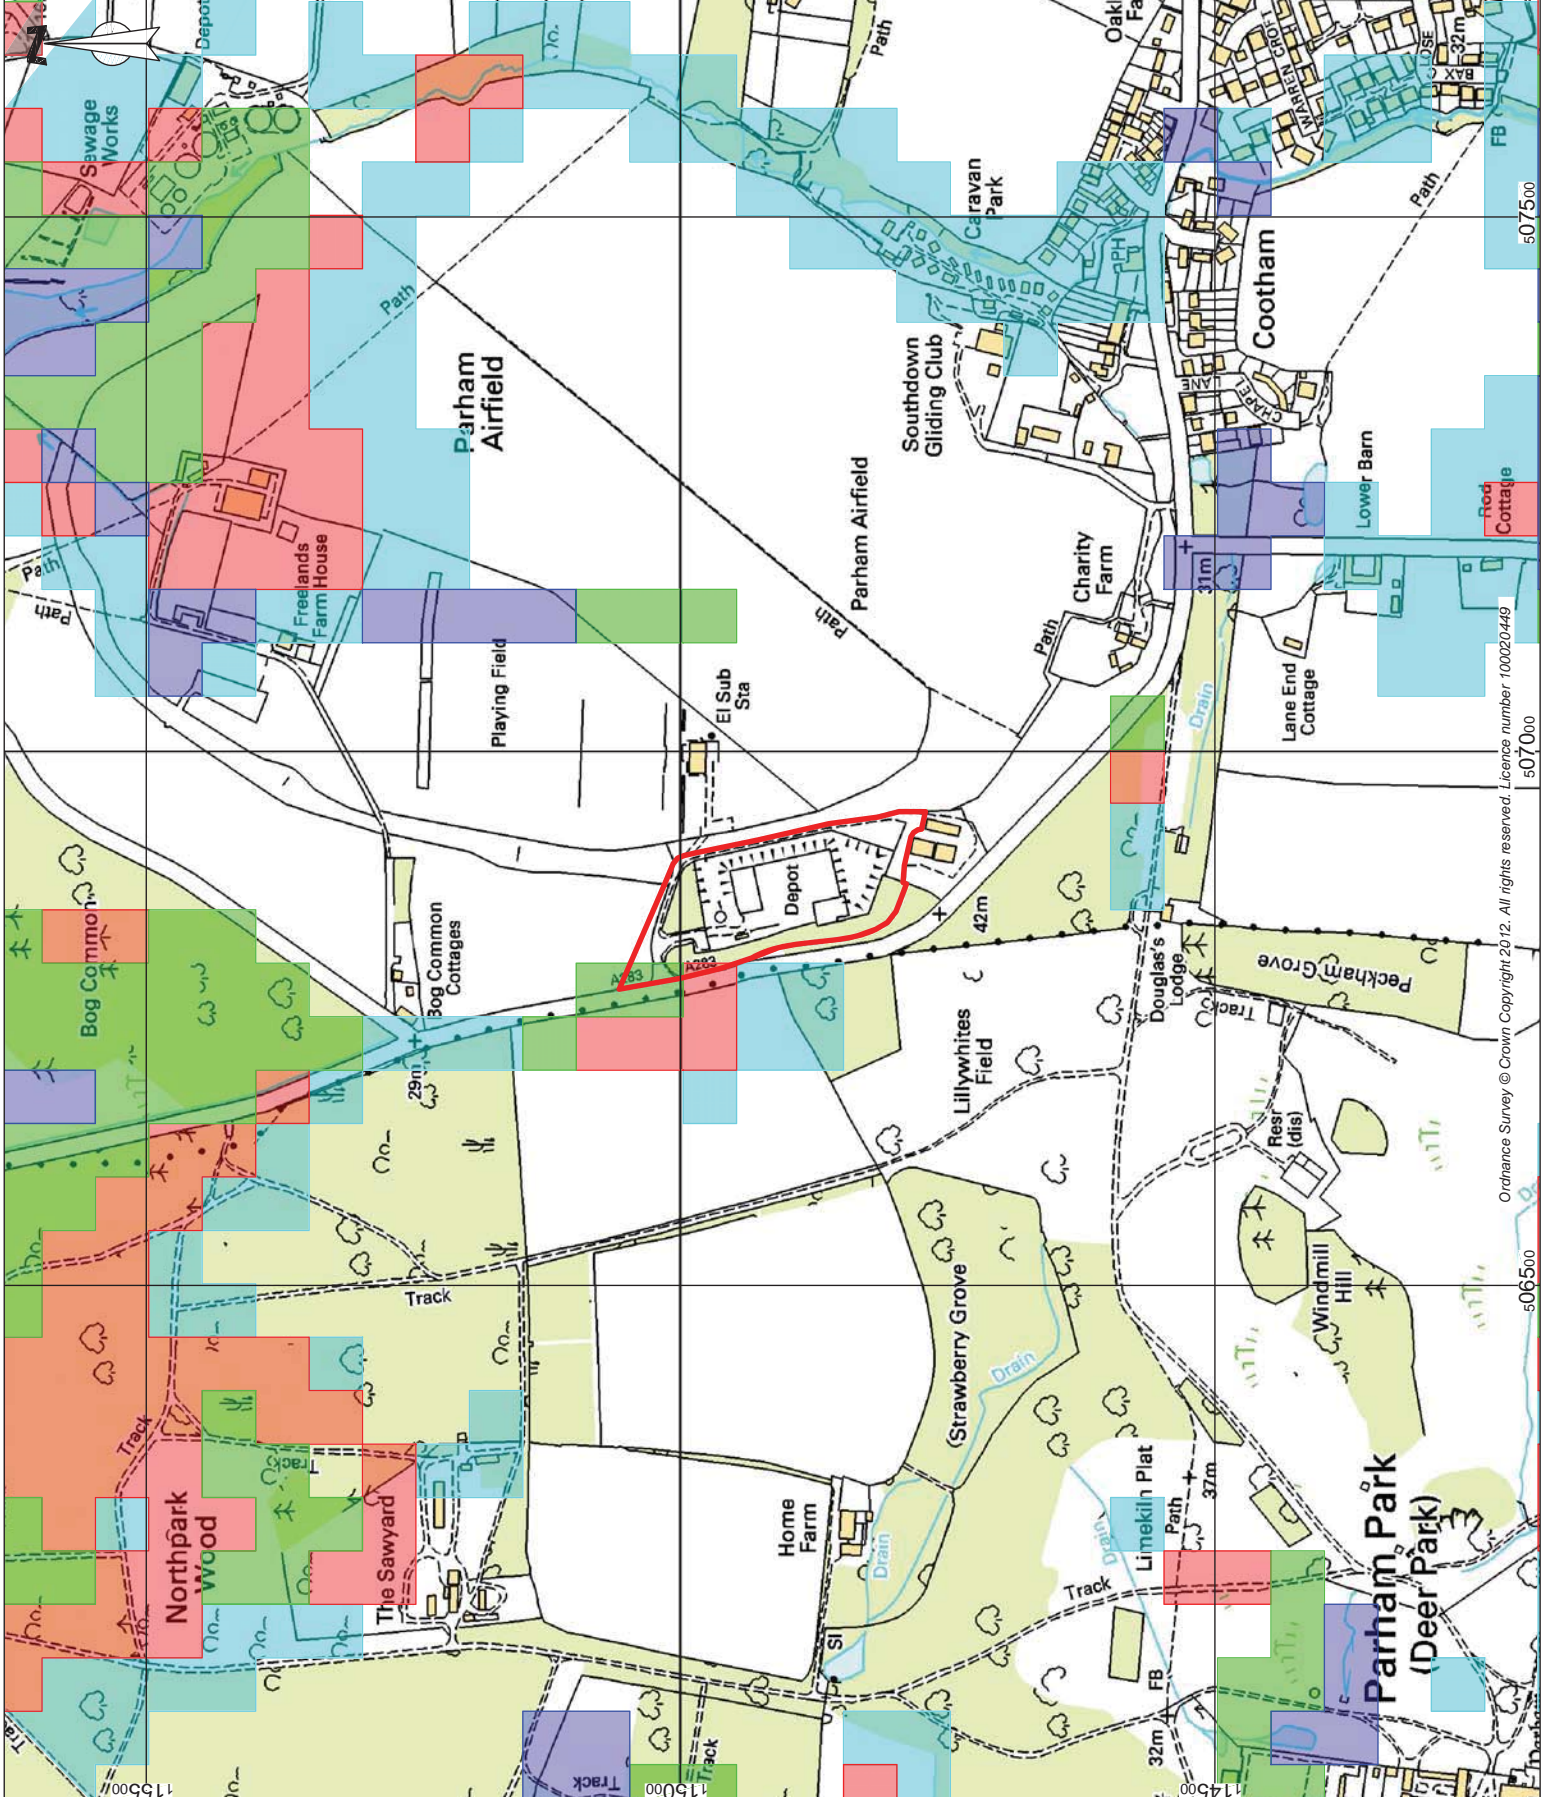 N
Depot
Sewage
Works
Path
Oakl
Fa
WARREN CROFT
LOSE
32m
BAX
FB
Path
Caravan
Park
PH
Cootham
507500
Path
Parham
Airfield
Southdown
Gliding Club
CHAPEL
LANE
Lower Barn
Rod
Cottage
Path
Path
Freelands
Farm House
Parham Airfield
Path
Charity
Farm
Path
31m
Drain
Lane End
Cottage
Playing Field
El Sub
Sta
507000
Depot
42m
A283
A283
Bog Common
Bog Common
Cottages
29m
Lillywhites
Field
Douglas's
Lodge
Track
Peckham Grove
Resr
(dis)
Ordnance Survey © Crown Copyright 2012. All rights reserved. Licence number 100020449
Track
(Strawberry Grove
Drain
Windmill
Hill
506500
Track
Track
Northpark
Wood
The Sawyard
Home
Farm
Drain
Sl
Drain
Limekiln Plat
Path
37m
Track
FB
32m
Parham Park
(Deer Park)
Track
Track
115500
115000
114500